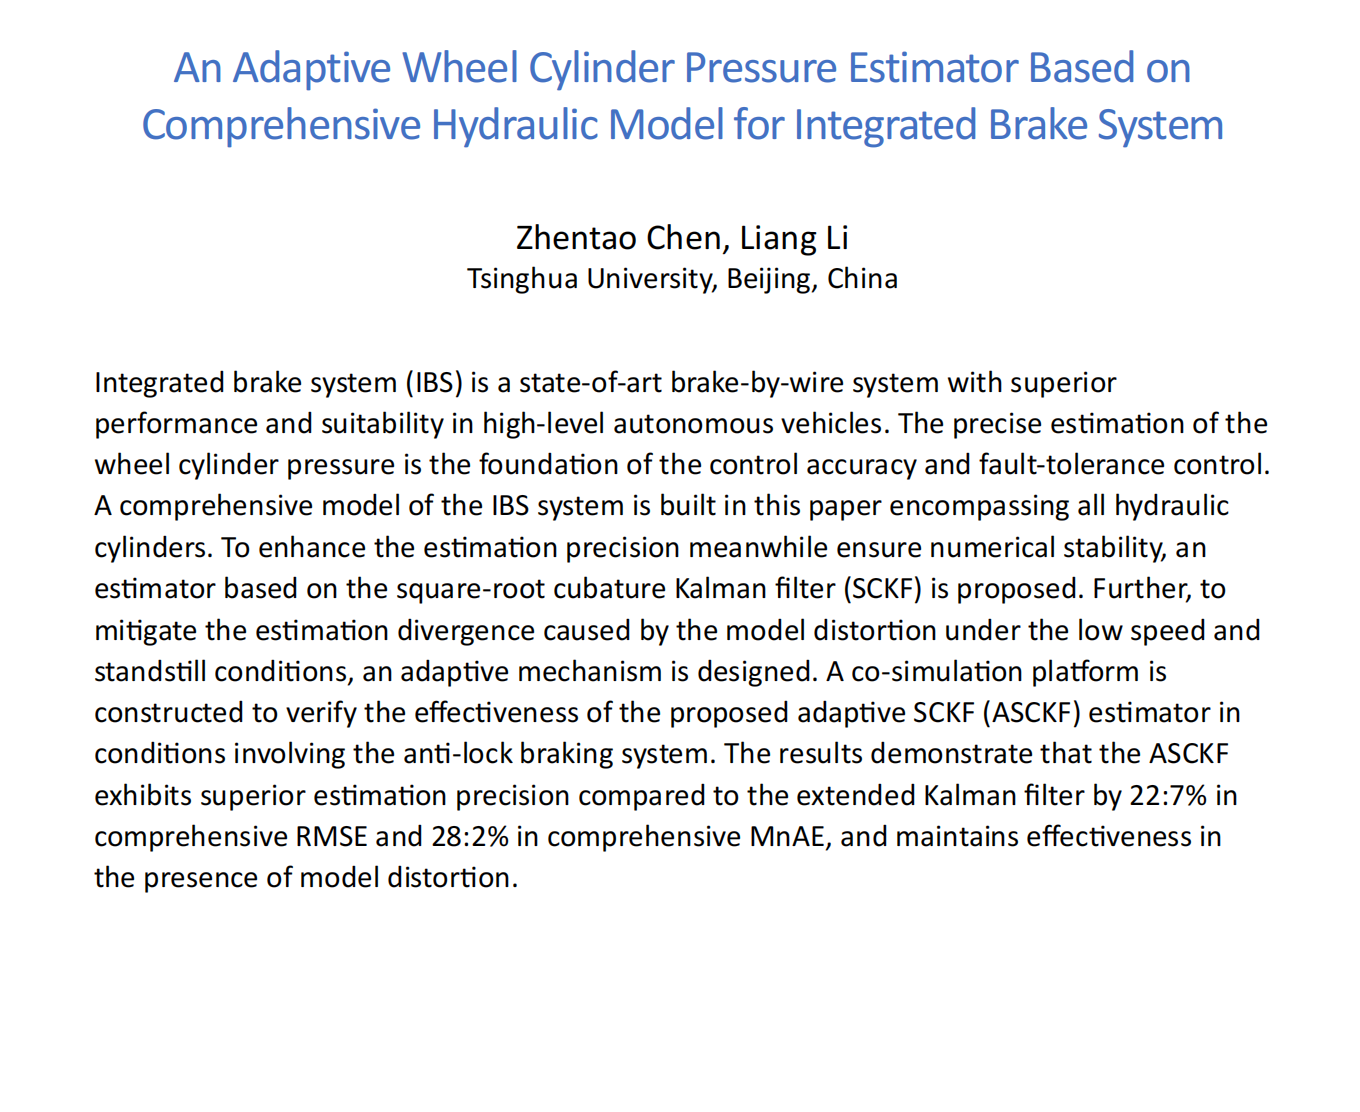 An Adaptive Wheel Cylinder Pressure Estimator Based on
Comprehensive Hydraulic Model for Integrated Brake System
Zhentao Chen, Liang Li
Tsinghua University, Beijing, China
Integrated brake system (IBS) is a state-of-art brake-by-wire system with superior
performance and suitability in high-level autonomous vehicles. The precise estimation of the
wheel cylinder pressure is the foundation of the control accuracy and fault-tolerance control.
A comprehensive model of the IBS system is built in this paper encompassing all hydraulic
cylinders. To enhance the estimation precision meanwhile ensure numerical stability, an
estimator based on the square-root cubature Kalman filter (SCKF) is proposed. Further, to
mitigate the estimation divergence caused by the model distortion under the low speed and
standstill conditions, an adaptive mechanism is designed. A co-simulation platform is
constructed to verify the effectiveness of the proposed adaptive SCKF (ASCKF) estimator in
conditions involving the anti-lock braking system. The results demonstrate that the ASCKF
exhibits superior estimation precision compared to the extended Kalman filter by 22:7% in
comprehensive RMSE and 28:2% in comprehensive MnAE, and maintains effectiveness in
the presence of model distortion.